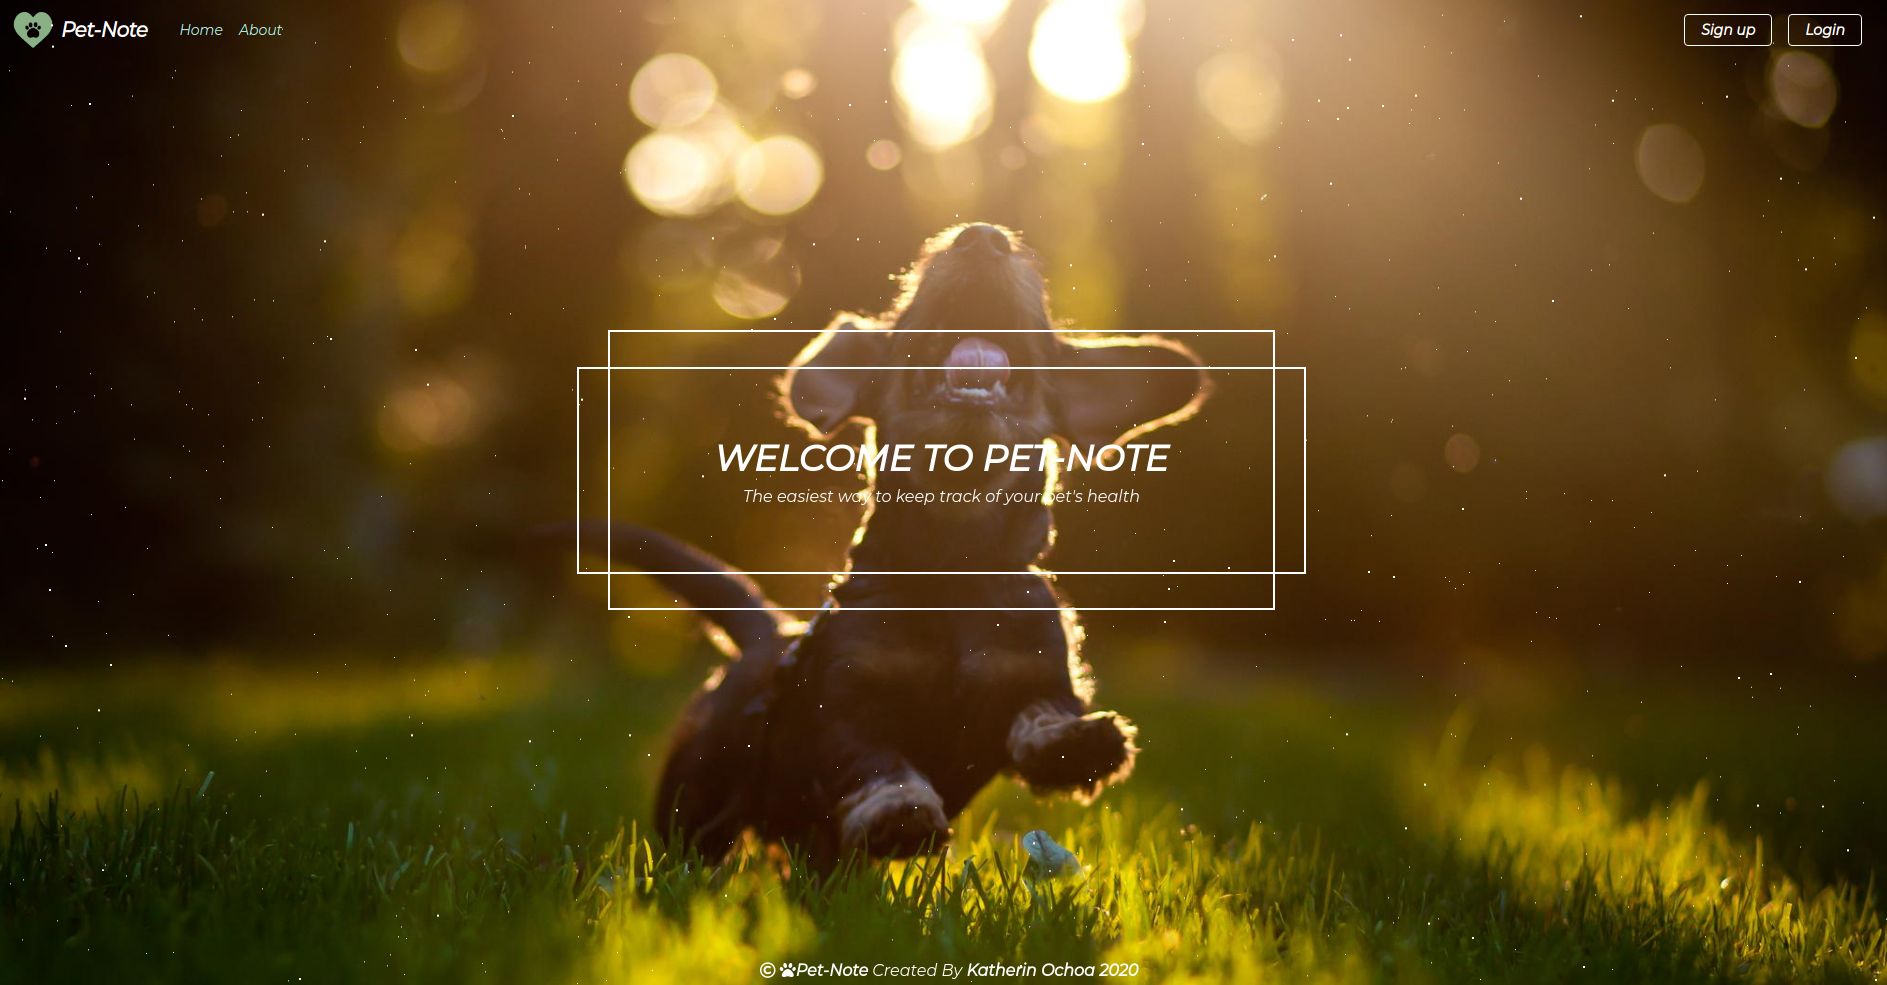 Pet-Note Home About Sign up Login
WELCOME TO PET-NOTE
The easiest way to keep track of your pet's health
© Pet-Note Created By Katherin Ochoa 2020